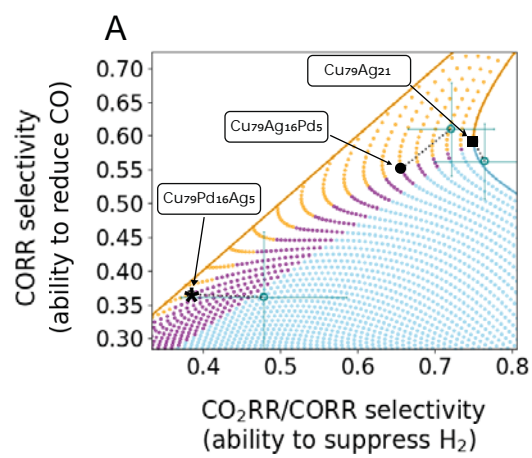 A
Cu₇₉Ag₂₁
Cu₇₉Ag₁₆Pd₅
Cu₇₉Pd₁₆Ag₅
CORR selectivity
(ability to reduce CO)
0.70
0.65
0.60
0.55
0.50
0.45
0.40
0.35
0.30
0.4 0.5 0.6 0.7 0.8
CO₂RR/CORR selectivity
(ability to suppress H₂)